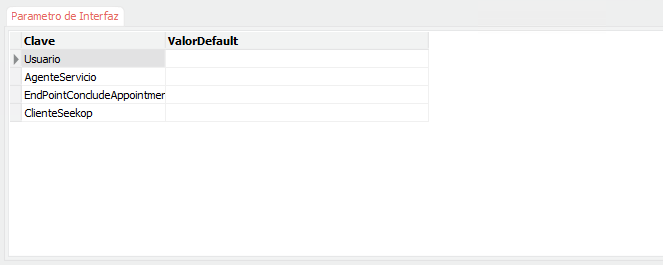 Parametro de Interfaz
Clave ValorDefault
Usuario
AgenteServicio
EndPointConcludeAppointmer
ClienteSeekop